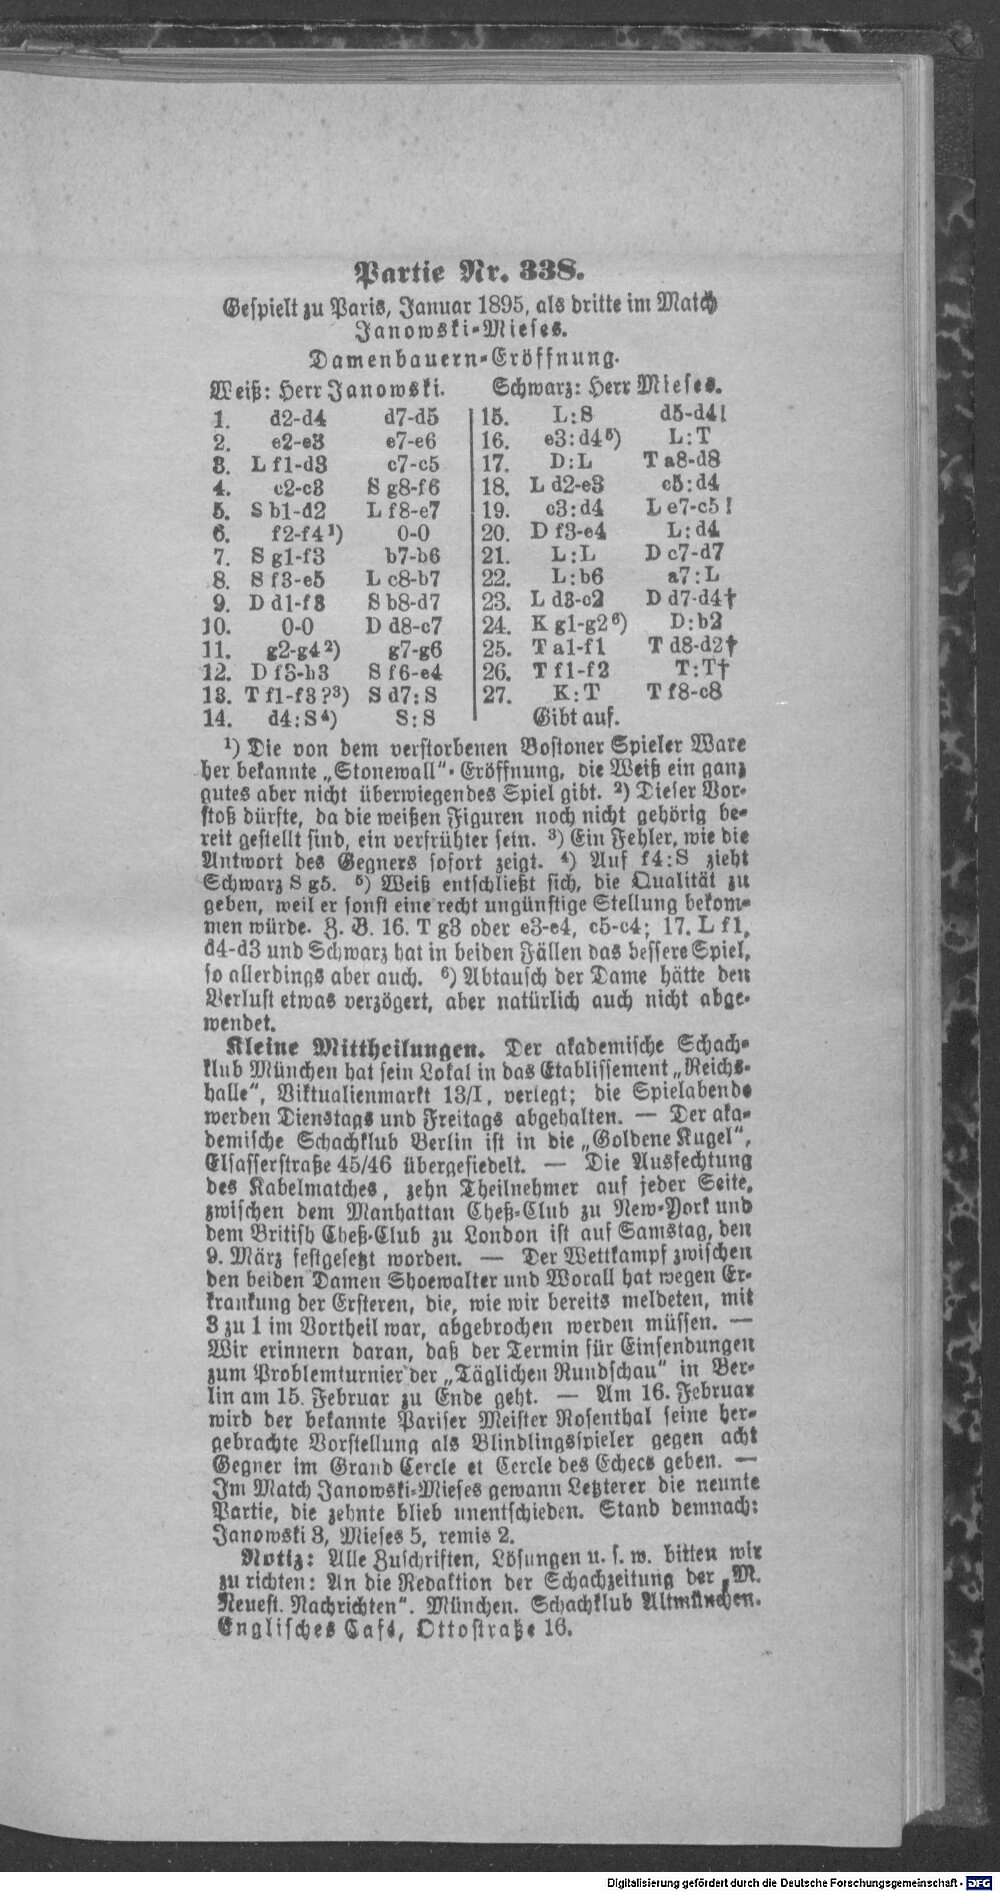 Partie Nr. 338.
Gespielt zu Paris, Januar 1895, als dritte im Match
Janowski-Mieses.
Damenbauern-Eröffnung.
Weiß: Herr Janowski. Schwarz: Herr Mieses.
1. d2-d4 d7-d5 15. L:S d5-d4!
2. e2-e3 e7-e6 16. e3:d4⁵) L:T
3. L f1-d3 c7-c5 17. D:L T a8-d8
4. c2-c3 S g8-f6 18. L d2-e3 c5:d4
5. S b1-d2 L f8-e7 19. c3:d4 L e7-c5!
6. f2-f4¹) 0-0 20. D f3-e4 L:d4
7. S g1-f3 b7-b6 21. L:L D c7-d7
8. S f3-e5 L c8-b7 22. L:b6 a7:L
9. D d1-f3 S b8-d7 23. L d3-c2 D d7-d4†
10. 0-0 D d8-c7 24. K g1-g2⁶) D:b2
11. g2-g4²) g7-g6 25. T a1-f1 T d8-d2†
12. D f3-h3 S f6-e4 26. T f1-f2 T:T†
13. T f1-f3?³) S d7:S 27. K:T T f8-c8
14. d4:S⁴) S:S Gibt auf.
¹) Die von dem verstorbenen Bostoner Spieler Ware
her bekannte „Stonewall"-Eröffnung, die Weiß ein ganz
gutes aber nicht überwiegendes Spiel gibt. ²) Dieser Vor-
stoß dürfte, da die weißen Figuren noch nicht gehörig be-
reit gestellt sind, ein verfrühter sein. ³) Ein Fehler, wie die
Antwort des Gegners sofort zeigt. ⁴) Auf f4:S zieht
Schwarz S g5. ⁵) Weiß entschließt sich, die Qualität zu
geben, weil er sonst eine recht ungünstige Stellung bekom-
men würde. Z. B. 16. T g3 oder e3-e4, c5-c4; 17. L f1,
d4-d3 und Schwarz hat in beiden Fällen das bessere Spiel,
so allerdings aber auch. ⁶) Abtausch der Dame hätte den
Verlust etwas verzögert, aber natürlich auch nicht abge-
wendet.
Kleine Mittheilungen. Der akademische Schach-
klub München hat sein Lokal in das Etablissement „Reichs-
halle", Viktualienmarkt 13/I, verlegt; die Spielabende
werden Dienstags und Freitags abgehalten. — Der aka-
demische Schachklub Berlin ist in die „Goldene Kugel",
Elsasserstraße 45/46 übergesiedelt. — Die Ausfechtung
des Kabelmatches, zehn Theilnehmer auf jeder Seite,
zwischen dem Manhattan Cheß-Club zu New-York und
dem British Cheß-Club zu London ist auf Samstag, den
9. März festgesetzt worden. — Der Wettkampf zwischen
den beiden Damen Shoewalter und Worall hat wegen Er-
krankung der Ersteren, die, wie wir bereits meldeten, mit
3 zu 1 im Vortheil war, abgebrochen werden müssen. —
Wir erinnern daran, daß der Termin für Einsendungen
zum Problemturnier der „Täglichen Rundschau" in Ber-
lin am 15. Februar zu Ende geht. — Am 16. Februar
wird der bekannte Pariser Meister Rosenthal seine her-
gebrachte Vorstellung als Blindlingsspieler gegen acht
Gegner im Grand Cercle et Cercle des Echecs geben. —
Im Match Janowski-Mieses gewann Letzterer die neunte
Partie, die zehnte blieb unentschieden. Stand demnach:
Janowski 3, Mieses 5, remis 2.
Notiz: Alle Zuschriften, Lösungen u. s. w. bitten wir
zu richten: An die Redaktion der Schachzeitung der „M.
Neuest. Nachrichten". München. Schachklub Altmünchen.
Englisches Café, Ottostraße 16.
Digitalisierung gefördert durch die Deutsche Forschungsgemeinschaft - DFG